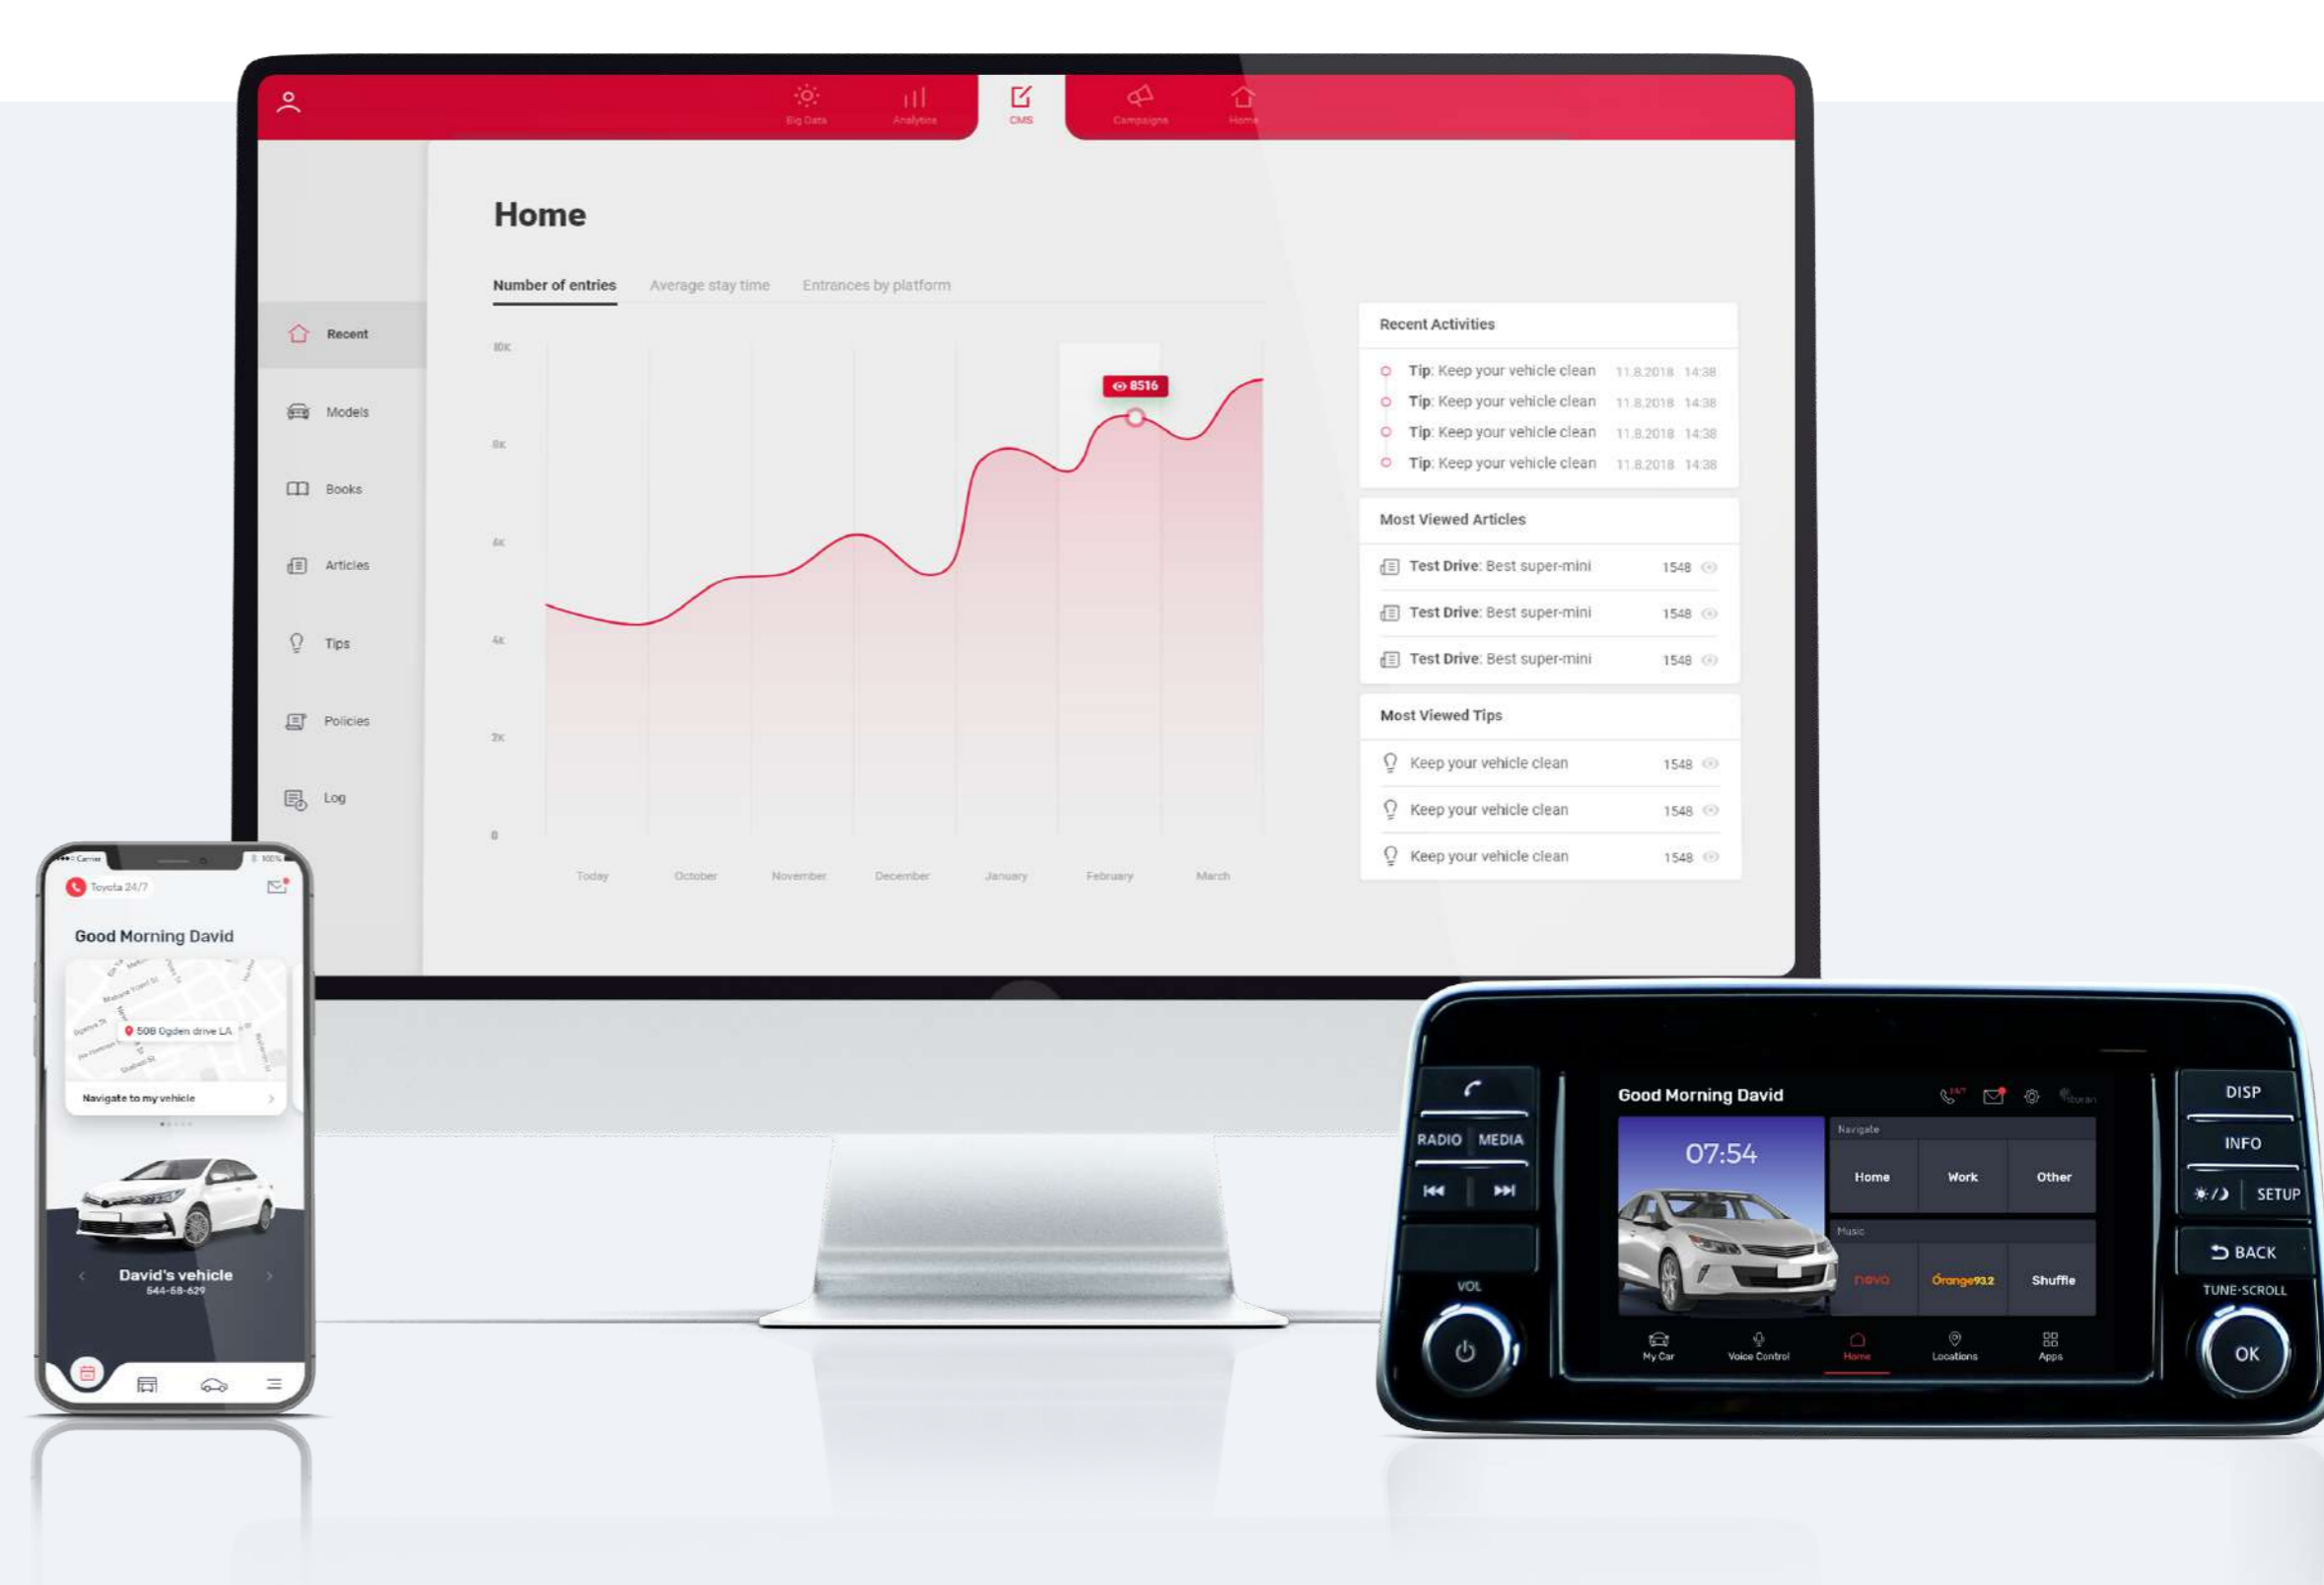 Big Data
Analytics
CMS
Campaigns
Home
Home
Number of entries
Average stay time
Entrances by platform
Recent
Models
Books
Articles
Tips
Policies
Log
10K
8K
6K
4K
2K
0
8516
Today
October
November
December
January
February
March
Recent Activities
Tip: Keep your vehicle clean 11.8.2018 14:38
Tip: Keep your vehicle clean 11.8.2018 14:38
Tip: Keep your vehicle clean 11.8.2018 14:38
Tip: Keep your vehicle clean 11.8.2018 14:38
Most Viewed Articles
Test Drive: Best super-mini 1548
Test Drive: Best super-mini 1548
Test Drive: Best super-mini 1548
Most Viewed Tips
Keep your vehicle clean 1548
Keep your vehicle clean 1548
Keep your vehicle clean 1548
Carrier
100%
Toyota 24/7
Good Morning David
508 Ogden drive LA
Navigate to my vehicle
David's vehicle
544-58-629
RADIO MEDIA
VOL
Good Morning David
24/7
07:54
Navigate
Home
Work
Other
Music
nova
Orange93.2
Shuffle
My Car
Voice Control
Home
Locations
Apps
DISP
INFO
SETUP
BACK
TUNE·SCROLL
OK